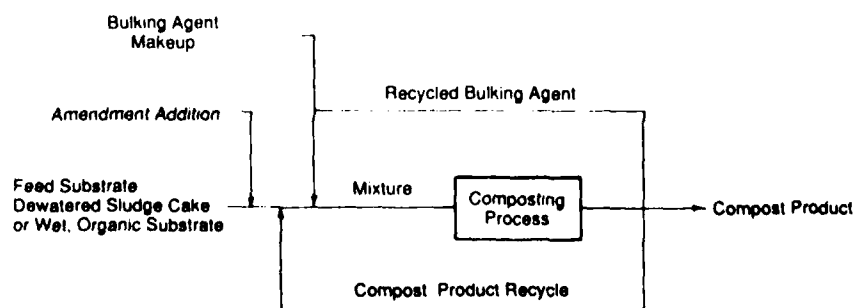 Bulking Agent
Makeup
Recycled Bulking Agent
Amendment Addition
Feed Substrate
Dewatered Sludge Cake
or Wet, Organic Substrate
Mixture
Composting
Process
Compost Product
Compost Product Recycle